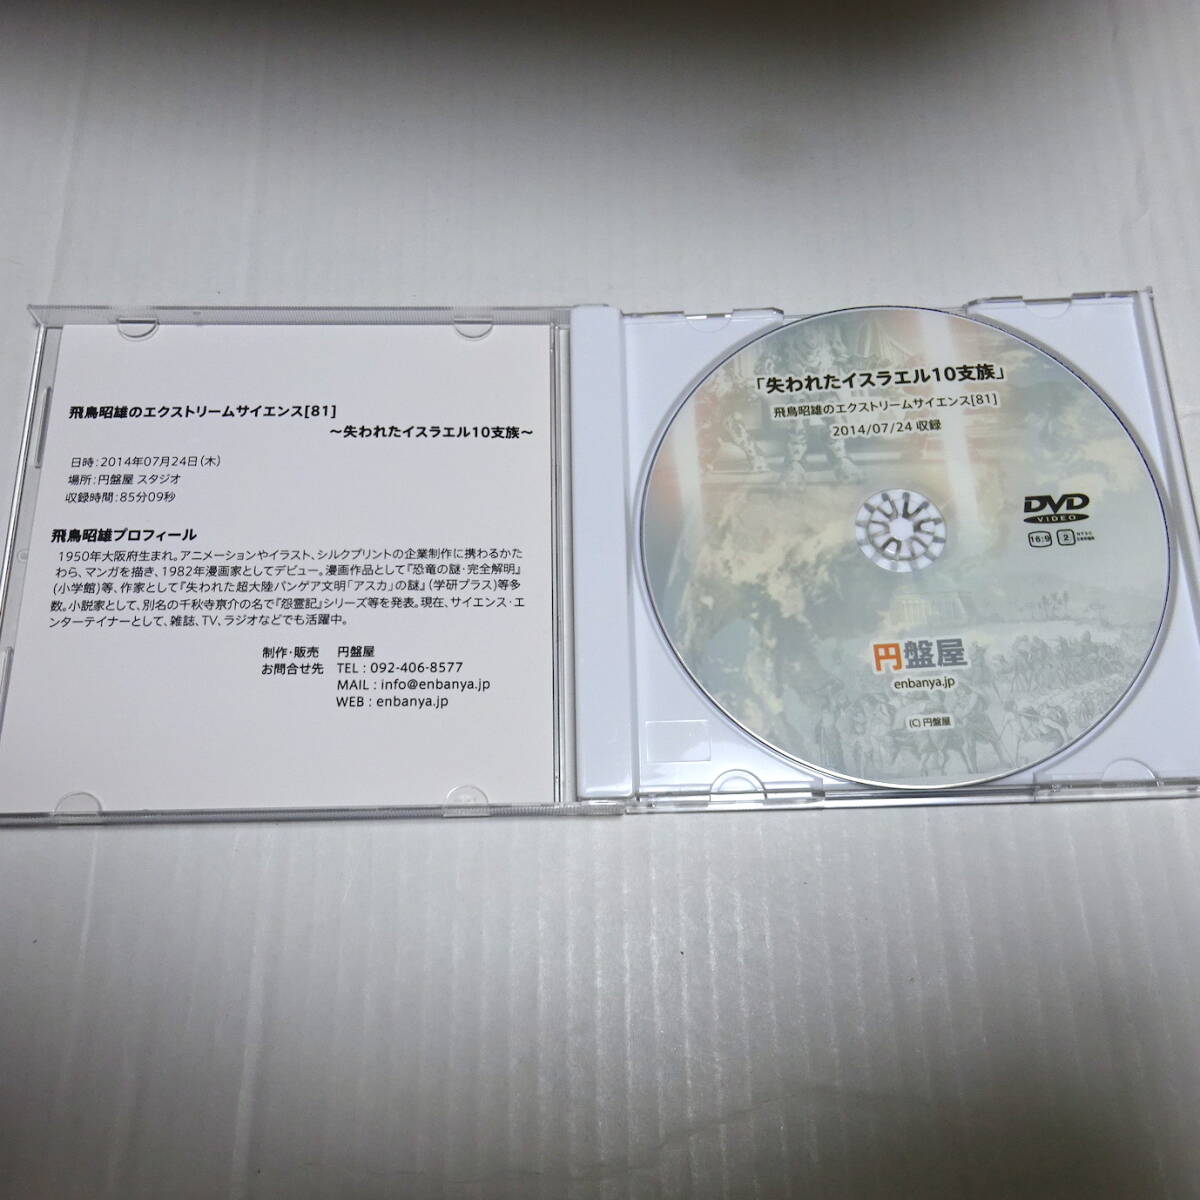 飛鳥昭雄のエクストリームサイエンス[81]
～失われたイスラエル10支族～
日時：2014年07月24日（木）
場所：円盤屋 スタジオ
収録時間：85分09秒
飛鳥昭雄プロフィール
1950年大阪府生まれ。アニメーションやイラスト、シルクプリントの企業制作に携わるかた
わら、マンガを描き、1982年漫画家としてデビュー。漫画作品として『恐竜の謎・完全解明』
（小学館）等、作家として『失われた超大陸パンゲア文明「アスカ」の謎』（学研プラス）等多
数。小説家として、別名の千秋寺亰介の名で『怨霊記』シリーズ等を発表。現在、サイエンス・エ
ンターテイナーとして、雑誌、TV、ラジオなどでも活躍中。
制作・販売　円盤屋
お問合せ先　TEL : 092-406-8577
MAIL : info@enbanya.jp
WEB : enbanya.jp
「失われたイスラエル10支族」
飛鳥昭雄のエクストリームサイエンス[81]
2014/07/24 収録
DVD
VIDEO
16:9 2 NTSC
円盤屋
enbanya.jp
(C) 円盤屋